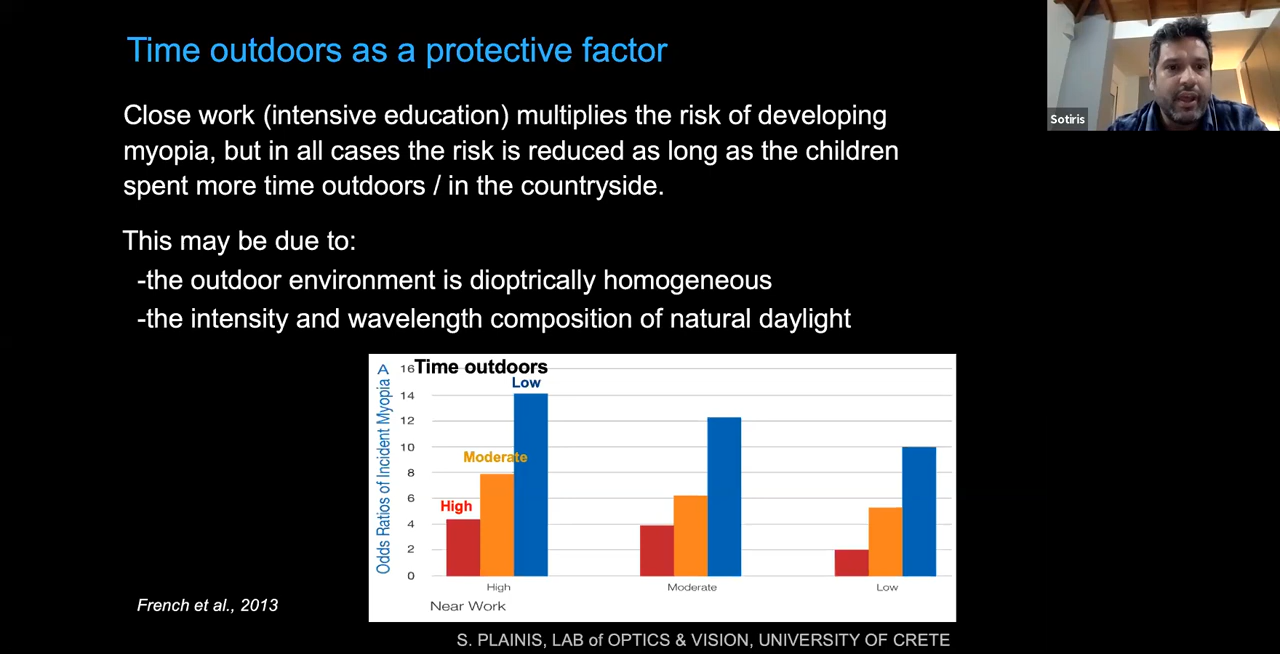 Time outdoors as a protective factor
Sotiris
Close work (intensive education) multiplies the risk of developing
myopia, but in all cases the risk is reduced as long as the children
spent more time outdoors / in the countryside.
This may be due to:
-the outdoor environment is dioptrically homogeneous
-the intensity and wavelength composition of natural daylight
A
Odds Ratios of Incident Myopia
16
14
12
10
8
6
4
2
0
Time outdoors
Low
Moderate
High
High
Moderate
Low
Near Work
French et al., 2013
S. PLAINIS, LAB of OPTICS & VISION, UNIVERSITY OF CRETE